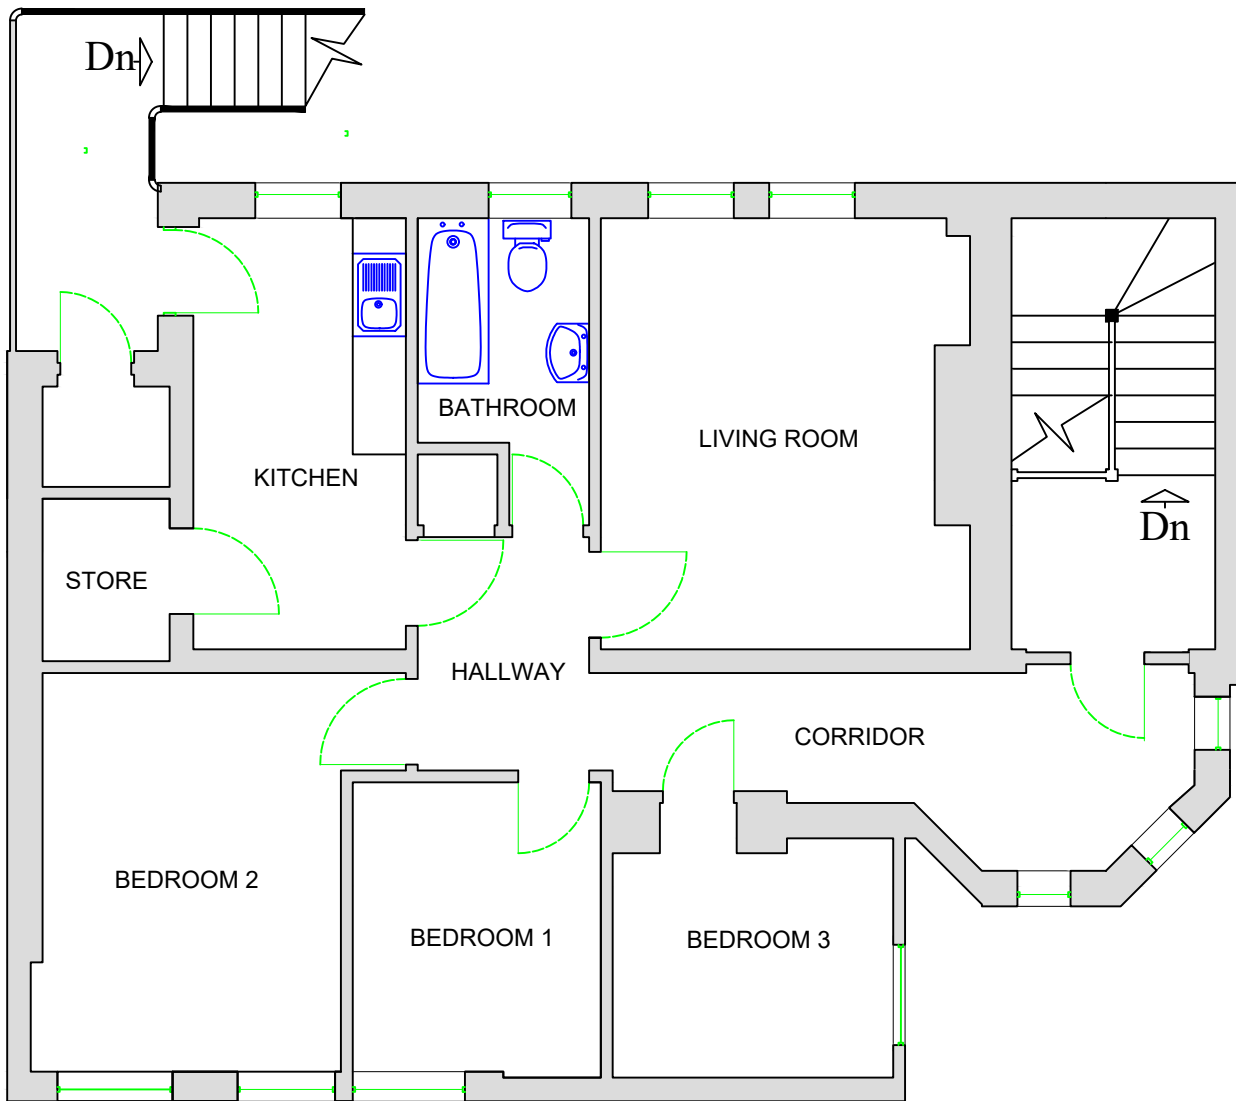 Dn
BATHROOM
LIVING ROOM
KITCHEN
Dn
STORE
HALLWAY
CORRIDOR
BEDROOM 2
BEDROOM 1
BEDROOM 3